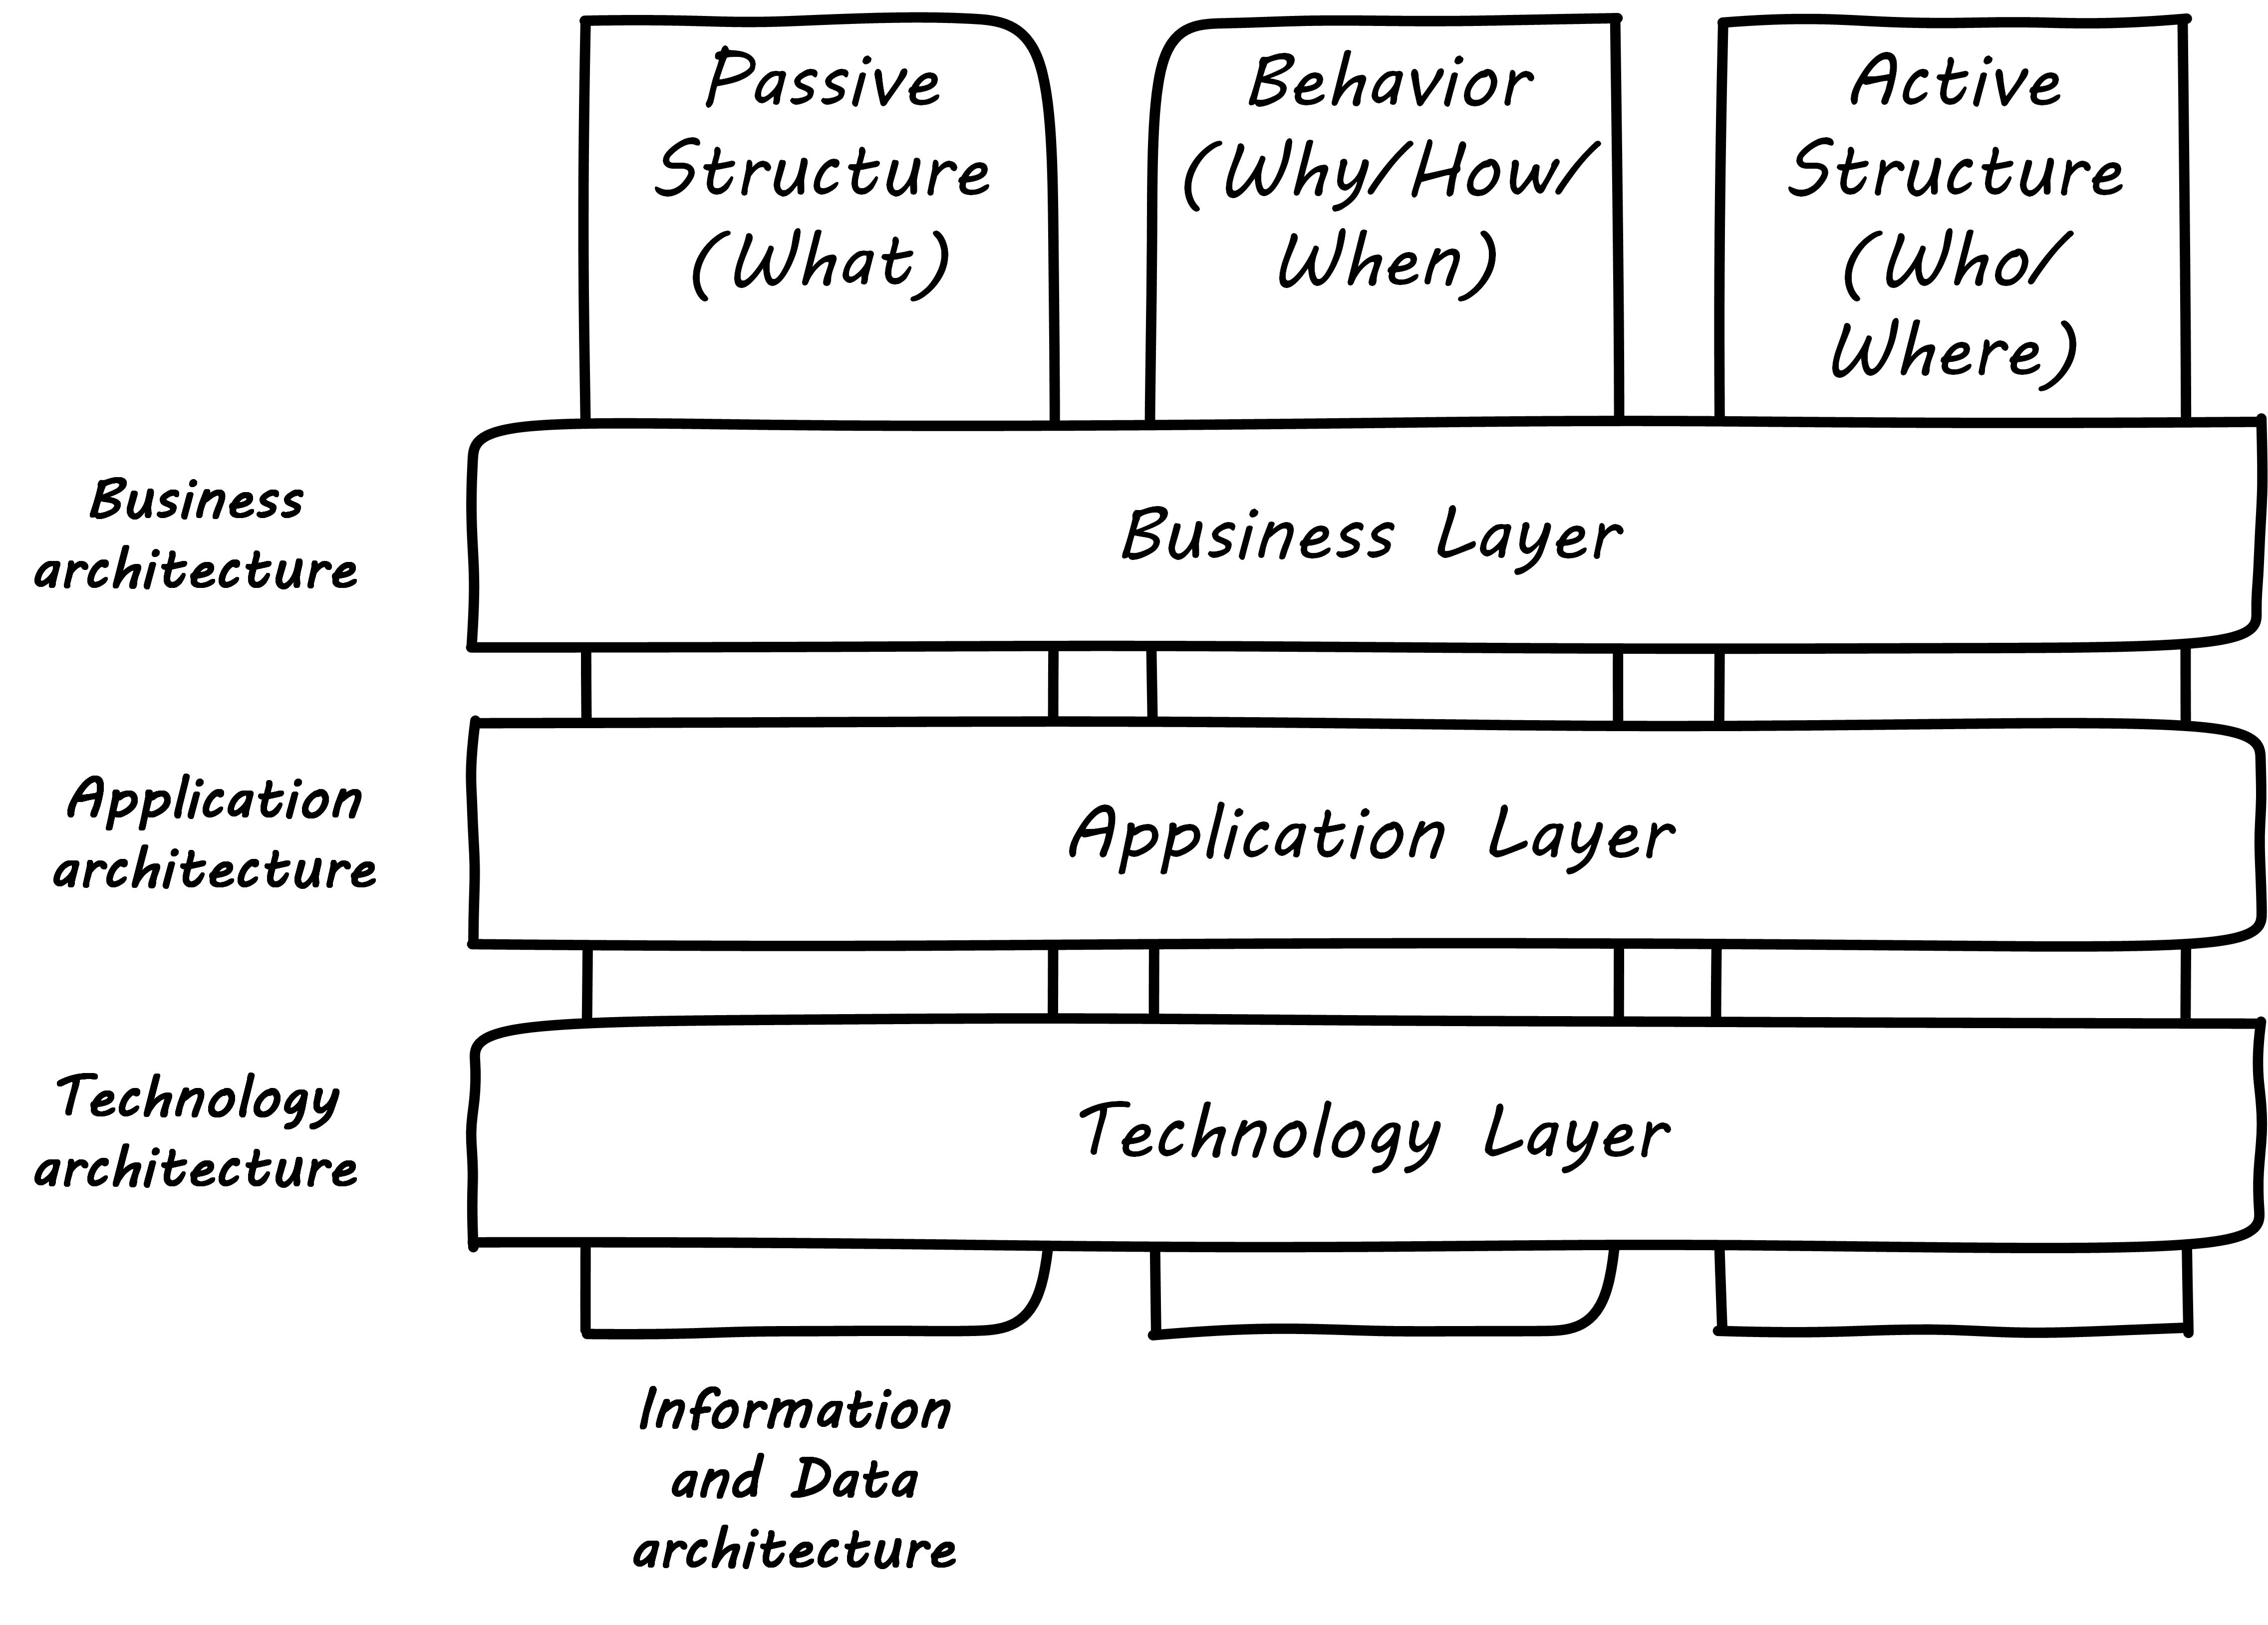 Passive
Structure
(What)
Behavior
(Why/How/
When)
Active
Structure
(Who/
Where)
Business
architecture
Business Layer
Application
architecture
Application Layer
Technology
architecture
Technology Layer
Information
and Data
architecture